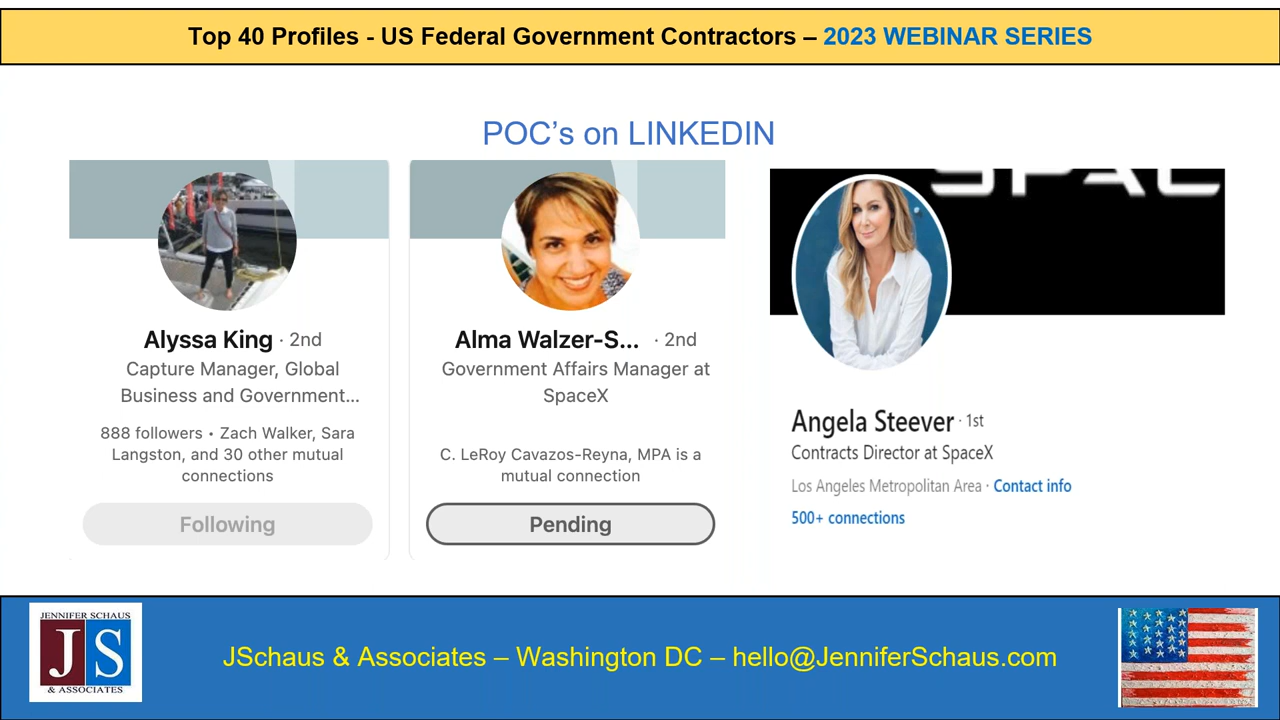 Top 40 Profiles - US Federal Government Contractors – 2023 WEBINAR SERIES
POC's on LINKEDIN
Alyssa King · 2nd
Capture Manager, Global
Business and Government...
888 followers • Zach Walker, Sara
Langston, and 30 other mutual
connections
Following
Alma Walzer-S... · 2nd
Government Affairs Manager at
SpaceX
C. LeRoy Cavazos-Reyna, MPA is a
mutual connection
Pending
SPAC
Angela Steever · 1st
Contracts Director at SpaceX
Los Angeles Metropolitan Area · Contact info
500+ connections
JENNIFER SCHAUS
JS
& ASSOCIATES
JSchaus & Associates – Washington DC – hello@JenniferSchaus.com